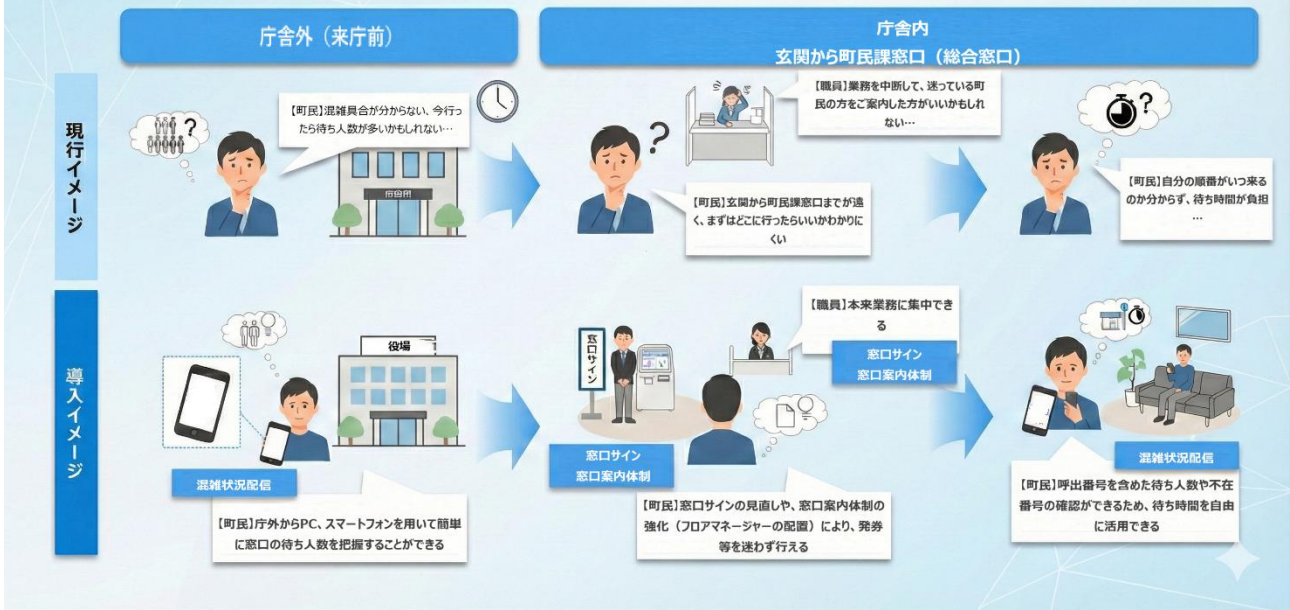 庁舎外（来庁前）
庁舎内
玄関から町民課窓口（総合窓口）
現行イメージ
【町民】混雑具合が分からない、今行っ
たら待ち人数が多いかもしれない…
?
?
【職員】業務を中断して、迷っている町
民の方をご案内した方がいいかもしれ
ない…
【町民】玄関から町民課窓口までが遠
く、まずはどこに行ったらいいかわかりに
くい
?
【町民】自分の順番がいつ来る
のか分からず、待ち時間が負担
…
導入イメージ
役場
混雑状況配信
【町民】庁外からPC、スマートフォンを用いて簡単
に窓口の待ち人数を把握することができる
窓口サイン
【職員】本来業務に集中でき
る
窓口サイン
窓口案内体制
窓口サイン
窓口案内体制
【町民】窓口サインの見直しや、窓口案内体制の
強化（フロアマネージャーの配置）により、発券
等を迷わず行える
混雑状況配信
【町民】呼出番号を含めた待ち人数や不在
番号の確認ができるため、待ち時間を自由
に活用できる